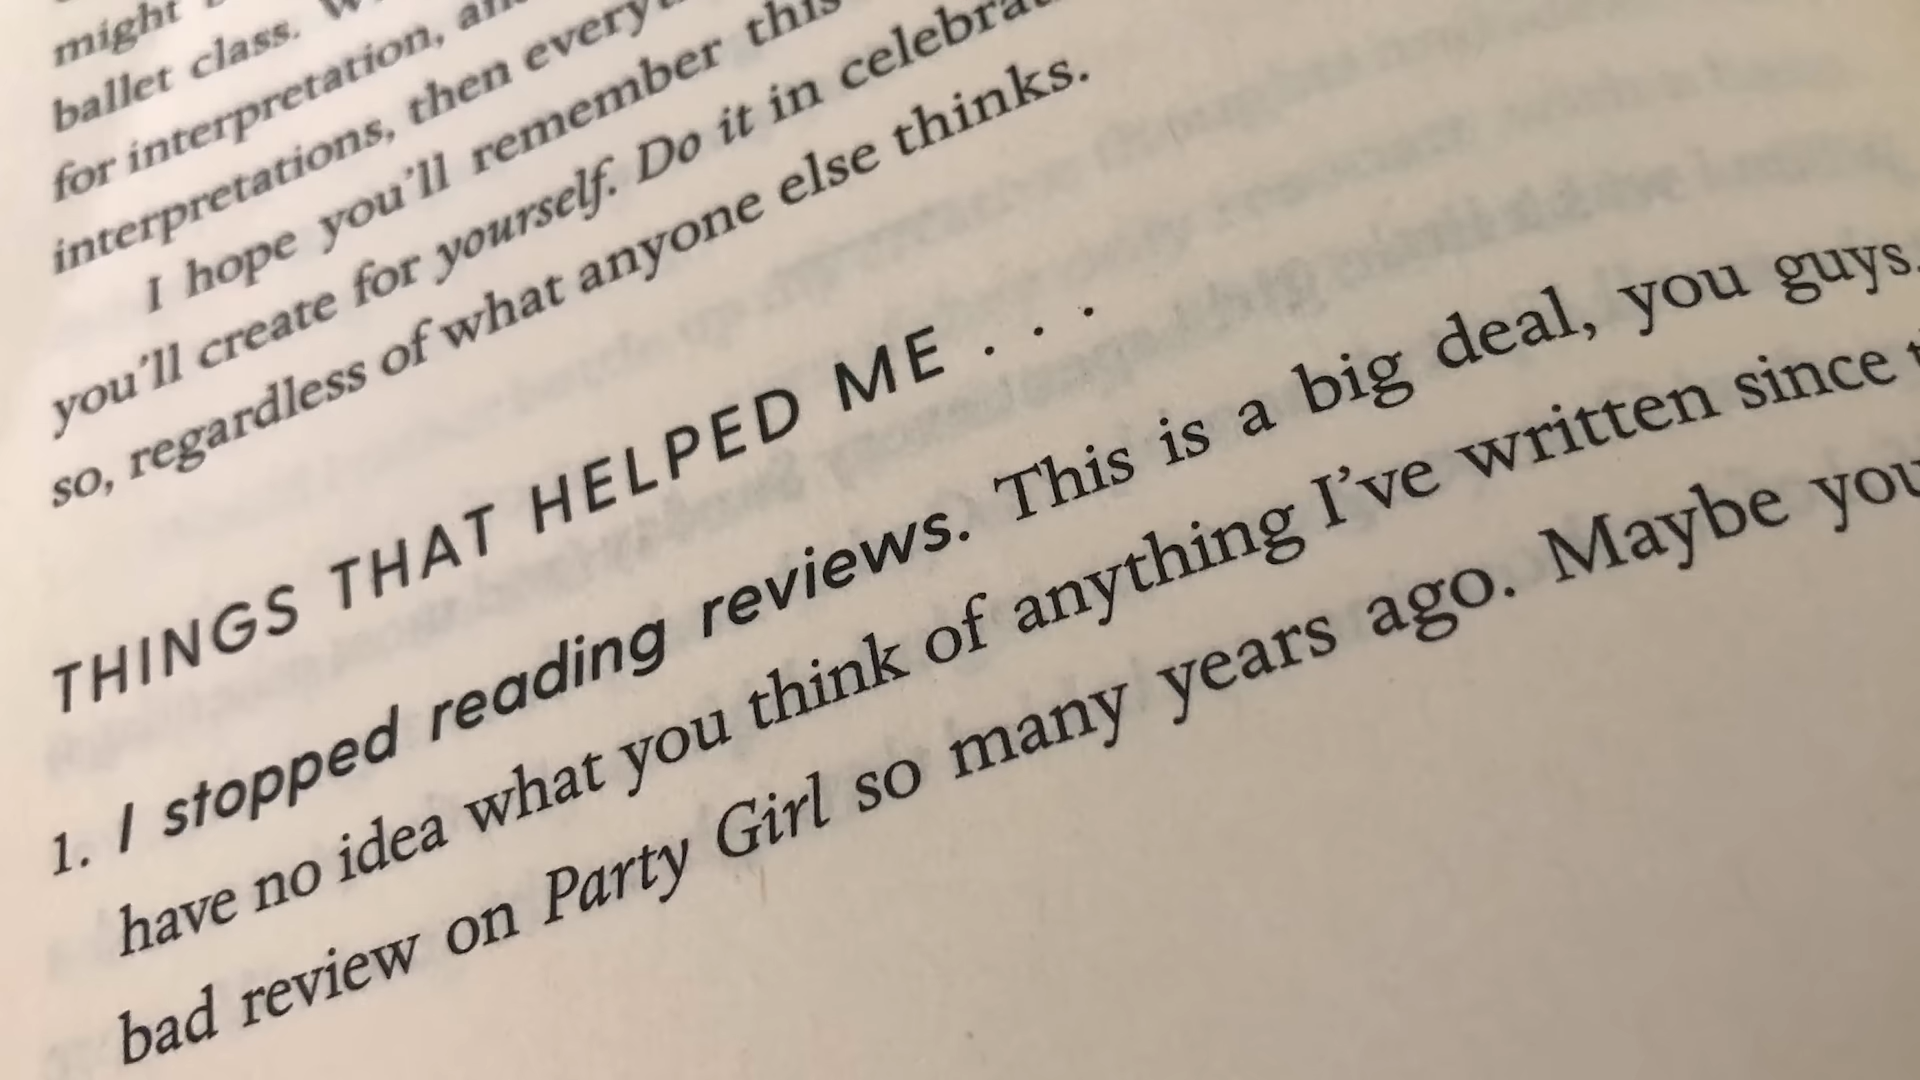 might
ballet class.
for interpretation,
interpretations, then
I hope you'll remember this
you'll create for yourself. Do it in
so, regardless of what anyone else thinks.
THINGS THAT HELPED ME . . .
1. I stopped reading reviews. This is a big deal, you guys.
have no idea what you think of anything I've written since
bad review on Party Girl so many years ago. Maybe you